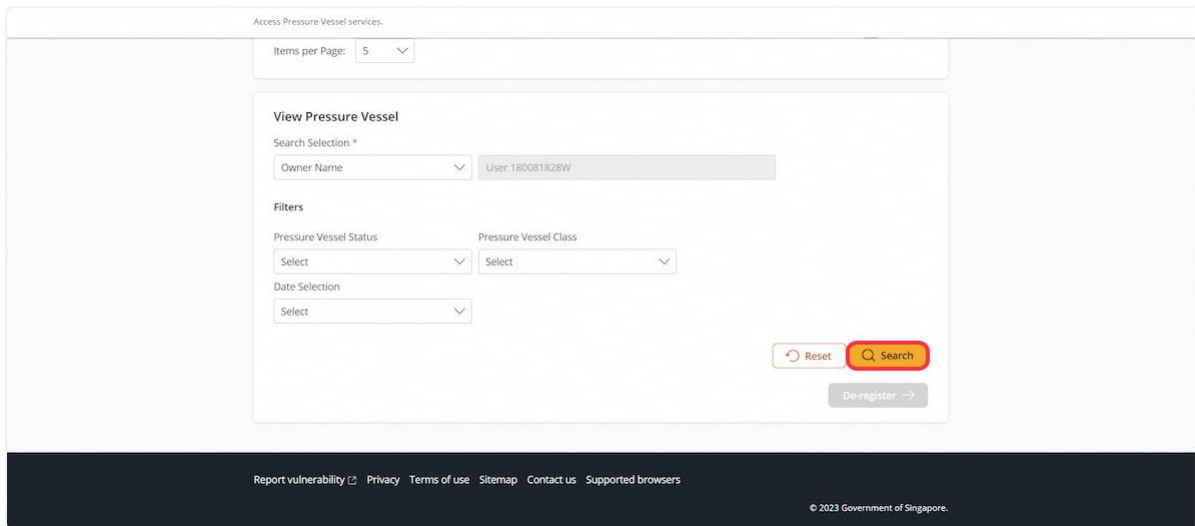 Access Pressure Vessel services.
Items per Page: 5
View Pressure Vessel
Search Selection *
Owner Name User 180081828W
Filters
Pressure Vessel Status Pressure Vessel Class
Select Select
Date Selection
Select
Reset Search
De-register
Report vulnerability Privacy Terms of use Sitemap Contact us Supported browsers
© 2023 Government of Singapore.